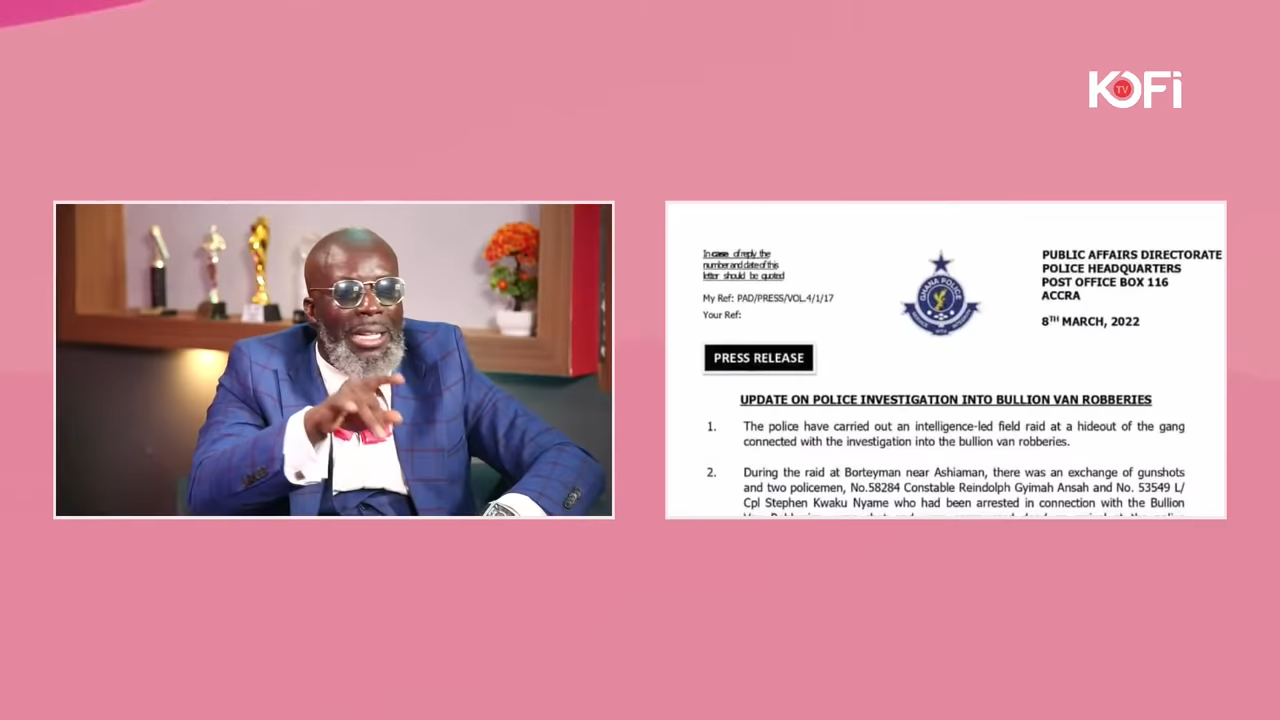 KOFi
TV
In case of reply the
number and date of this
letter should be quoted
My Ref: PAD/PRESS/VOL.4/1/17
Your Ref:
GHANA POLICE
PUBLIC AFFAIRS DIRECTORATE
POLICE HEADQUARTERS
POST OFFICE BOX 116
ACCRA
8TH MARCH, 2022
PRESS RELEASE
UPDATE ON POLICE INVESTIGATION INTO BULLION VAN ROBBERIES
1. The police have carried out an intelligence-led field raid at a hideout of the gang
connected with the investigation into the bullion van robberies.
2. During the raid at Borteyman near Ashiaman, there was an exchange of gunshots
and two policemen, No.58284 Constable Reindolph Gyimah Ansah and No. 53549 L/
Cpl Stephen Kwaku Nyame who had been arrested in connection with the Bullion